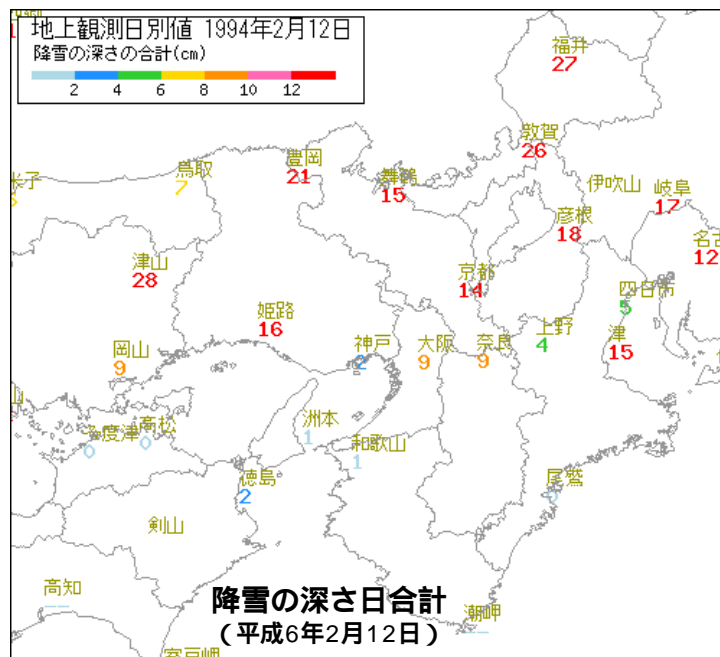 地上観測日別値 1994年2月12日
降雪の深さの合計(cm)
2 4 6 8 10 12
福井
27
敦賀
26
豊岡
21
鳥取
7
舞鶴
15
米子
伊吹山
岐阜
17
彦根
18
名古
12
津山
28
京都
14
四日市
5
姫路
16
神戸
2
大阪
9
奈良
9
上野
4
津
15
岡山
9
洲本
1
和歌山
1
多度津
0
高松
0
徳島
2
尾鷲
剣山
高知
--
潮岬
--
室戸岬
降雪の深さ日合計
(平成6年2月12日)